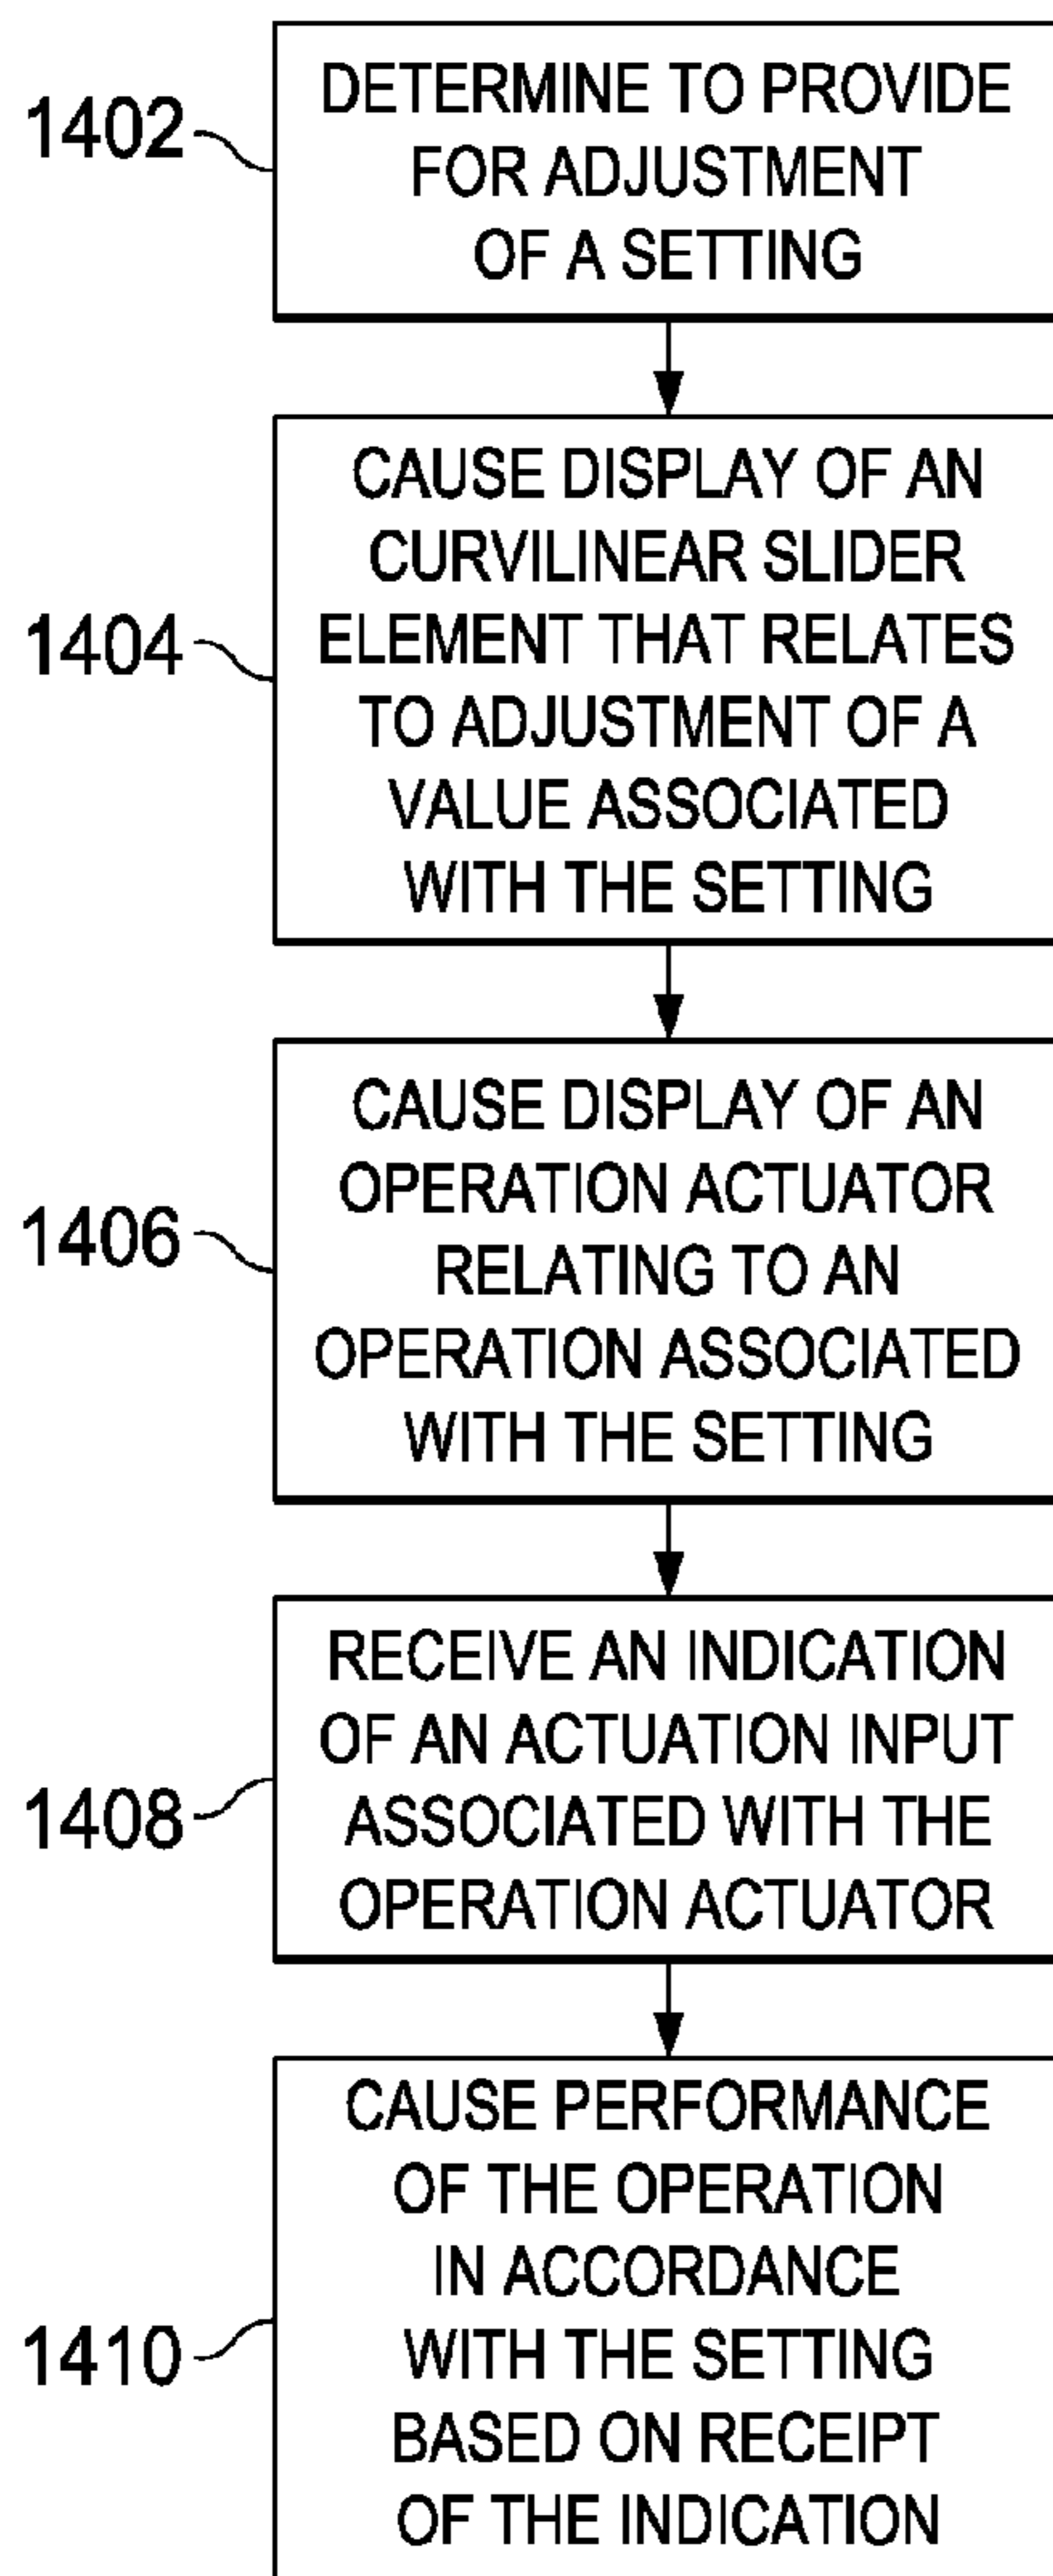 1402
DETERMINE TO PROVIDE
FOR ADJUSTMENT
OF A SETTING
1404
CAUSE DISPLAY OF AN
CURVILINEAR SLIDER
ELEMENT THAT RELATES
TO ADJUSTMENT OF A
VALUE ASSOCIATED
WITH THE SETTING
1406
CAUSE DISPLAY OF AN
OPERATION ACTUATOR
RELATING TO AN
OPERATION ASSOCIATED
WITH THE SETTING
1408
RECEIVE AN INDICATION
OF AN ACTUATION INPUT
ASSOCIATED WITH THE
OPERATION ACTUATOR
1410
CAUSE PERFORMANCE
OF THE OPERATION
IN ACCORDANCE
WITH THE SETTING
BASED ON RECEIPT
OF THE INDICATION